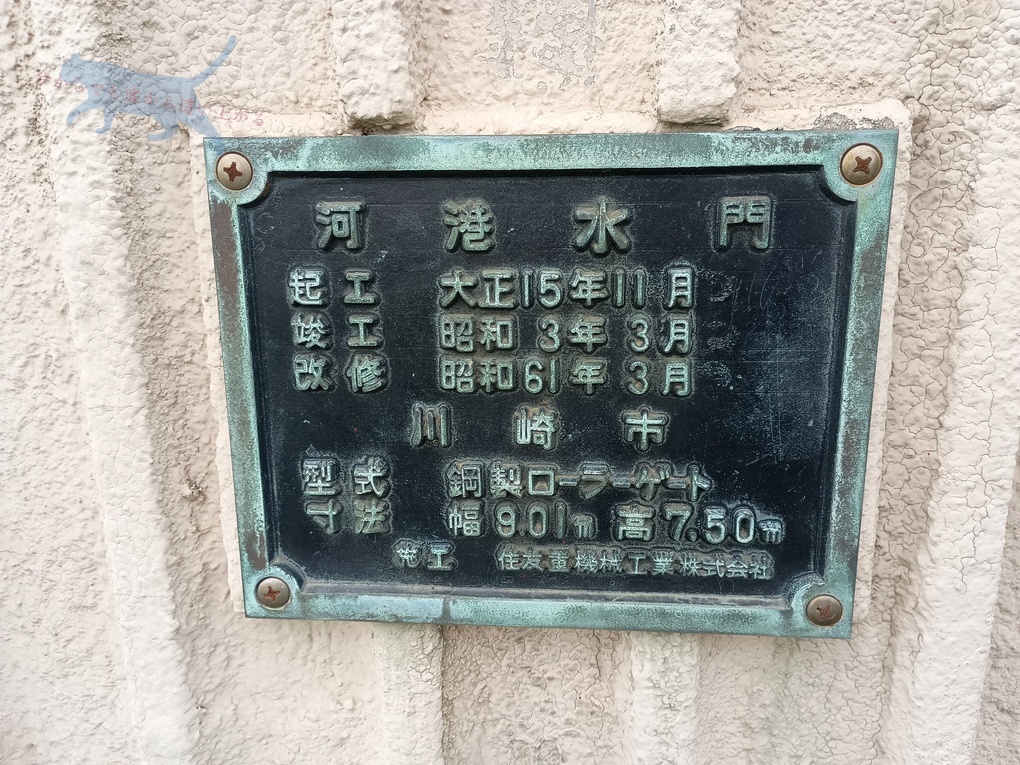 河港水門
起工 大正15年11月
竣工 昭和 3年 3月
改修 昭和61年 3月
川崎市
型式 鋼製ローラーゲート
寸法 幅9.01m 高7.50m
施工 住友重機械工業株式会社